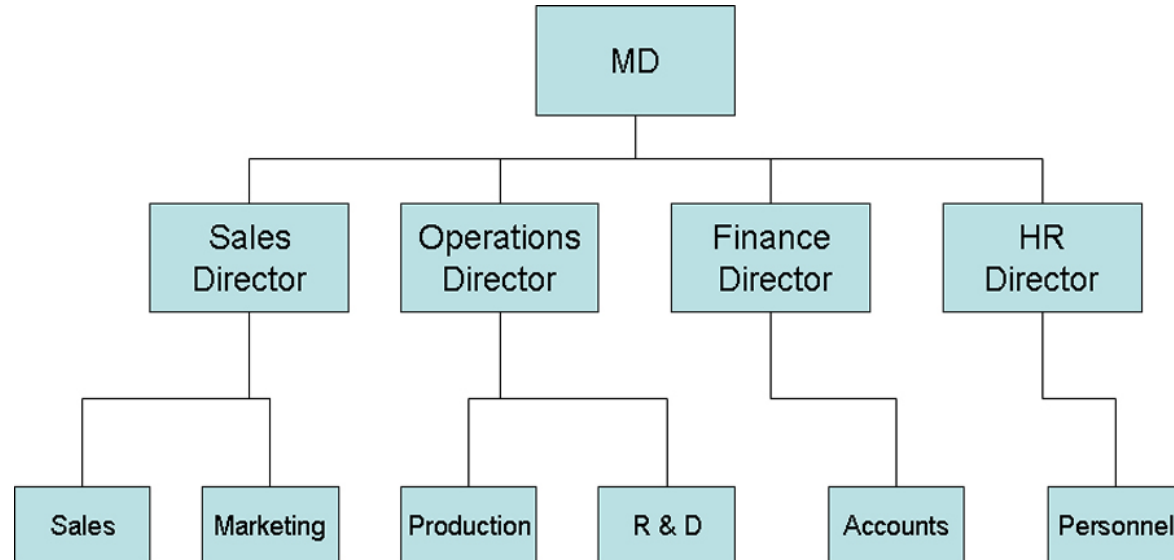 MD
Sales
Director
Operations
Director
Finance
Director
HR
Director
Sales
Marketing
Production
R & D
Accounts
Personnel